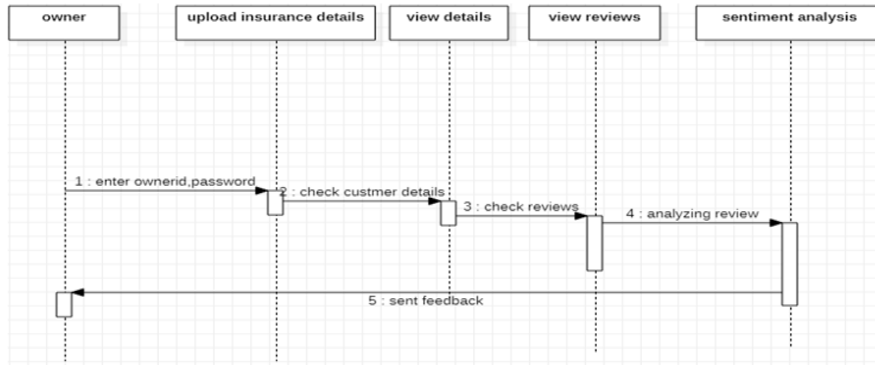 owner
upload insurance details
view details
view reviews
sentiment analysis
1 : enter ownerid,password
2 : check custmer details
3 : check reviews
4 : analyzing review
5 : sent feedback